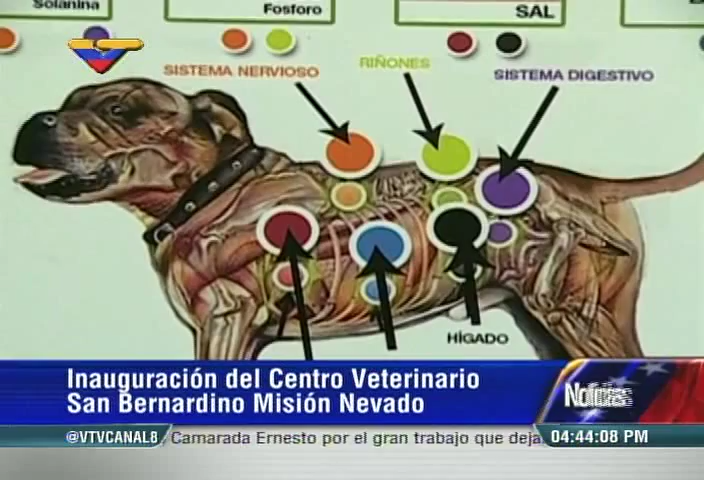 Solanina
Fosforo
SAL
SISTEMA NERVIOSO
RIÑONES
SISTEMA DIGESTIVO
HÍGADO
Inauguración del Centro Veterinario
San Bernardino Misión Nevado
Noticias
@VTVCANAL8
, Camarada Ernesto por el gran trabajo que deja
04:44:08 PM